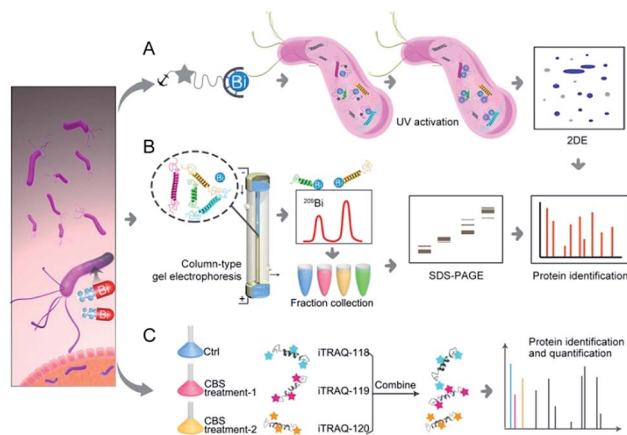 A
Bi
UV activation
2DE
B
Bi
Bi
Bi
²⁰⁹Bi
Column-type
gel electrophoresis
Fraction collection
SDS-PAGE
Protein identification
Bi
Bi
C
Ctrl
CBS
treatment-1
CBS
treatment-2
iTRAQ-118
iTRAQ-119
iTRAQ-120
Combine
Protein identification
and quantification